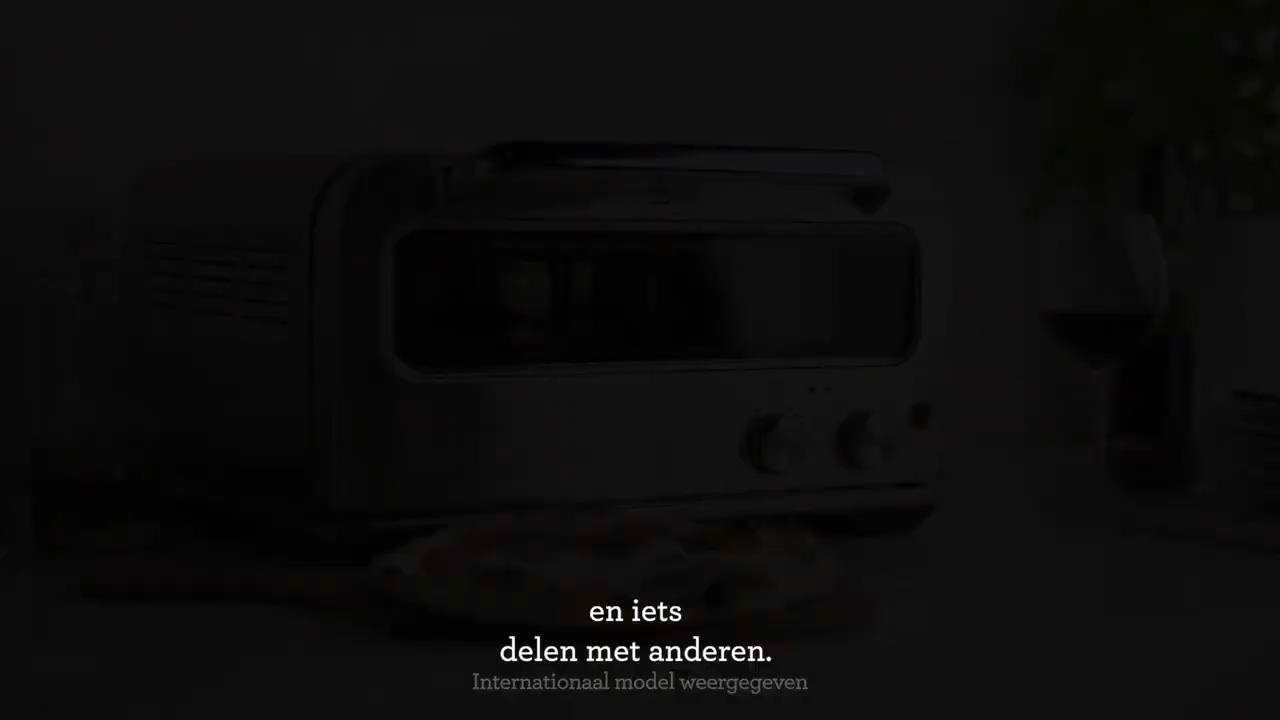 en iets
delen met anderen.
Internationaal model weergegeven